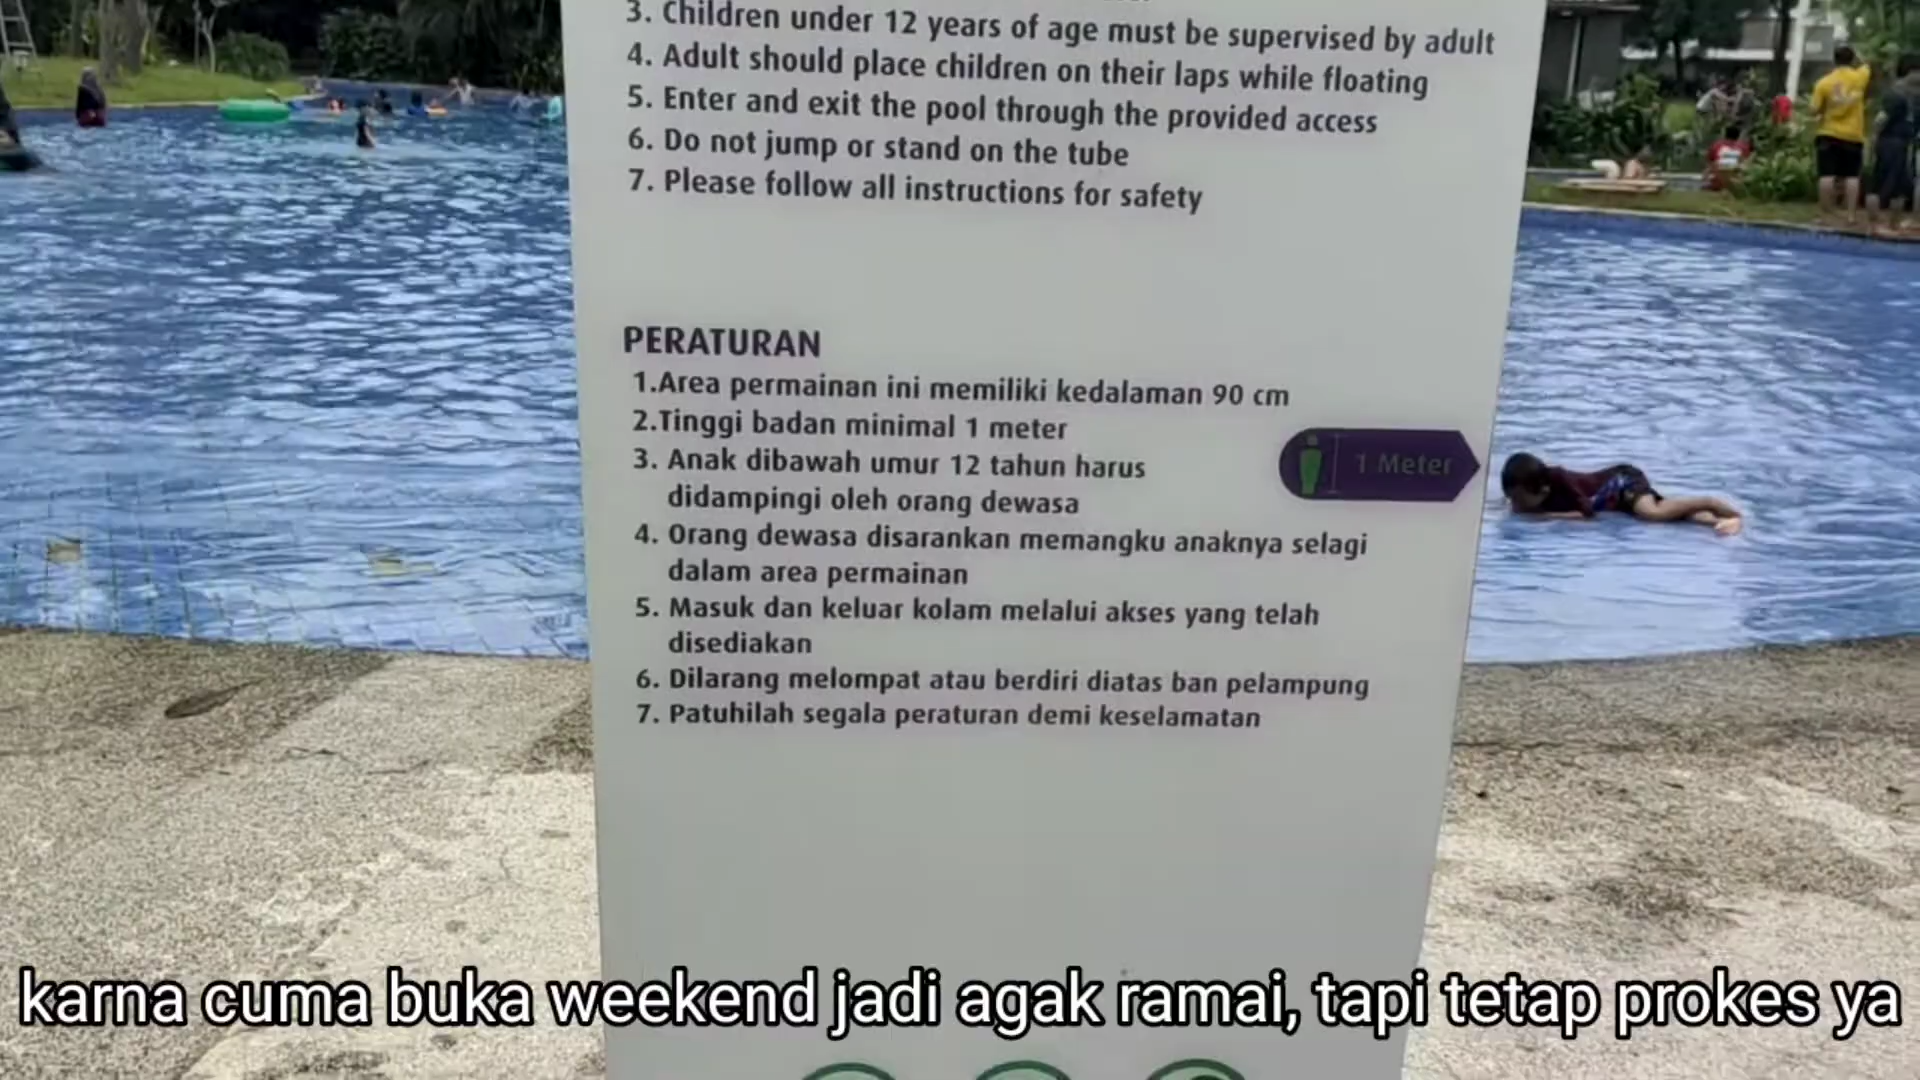 3. Children under 12 years of age must be supervised by adult
4. Adult should place children on their laps while floating
5. Enter and exit the pool through the provided access
6. Do not jump or stand on the tube
7. Please follow all instructions for safety
PERATURAN
1.Area permainan ini memiliki kedalaman 90 cm
2.Tinggi badan minimal 1 meter
3. Anak dibawah umur 12 tahun harus
didampingi oleh orang dewasa
1 Meter
4. Orang dewasa disarankan memangku anaknya selagi
dalam area permainan
5. Masuk dan keluar kolam melalui akses yang telah
disediakan
6. Dilarang melompat atau berdiri diatas ban pelampung
7. Patuhilah segala peraturan demi keselamatan
karna cuma buka weekend jadi agak ramai, tapi tetap prokes ya